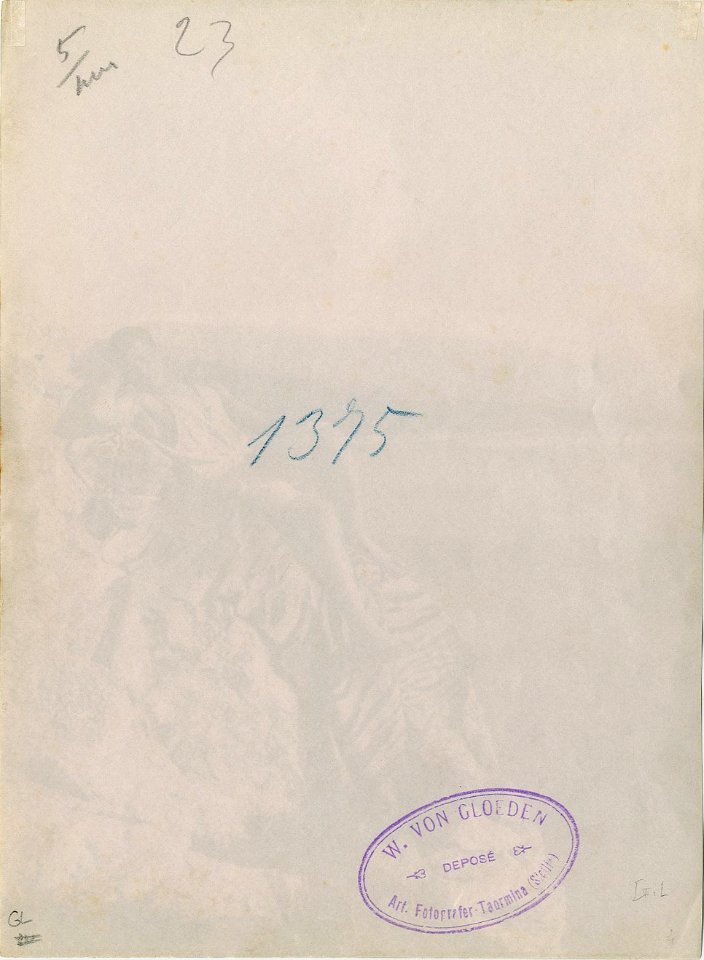 5/
23
1375
W. VON GLOEDEN
DEPOSÉ
Art. Fotografer-Taormina (Sicilia)
GL